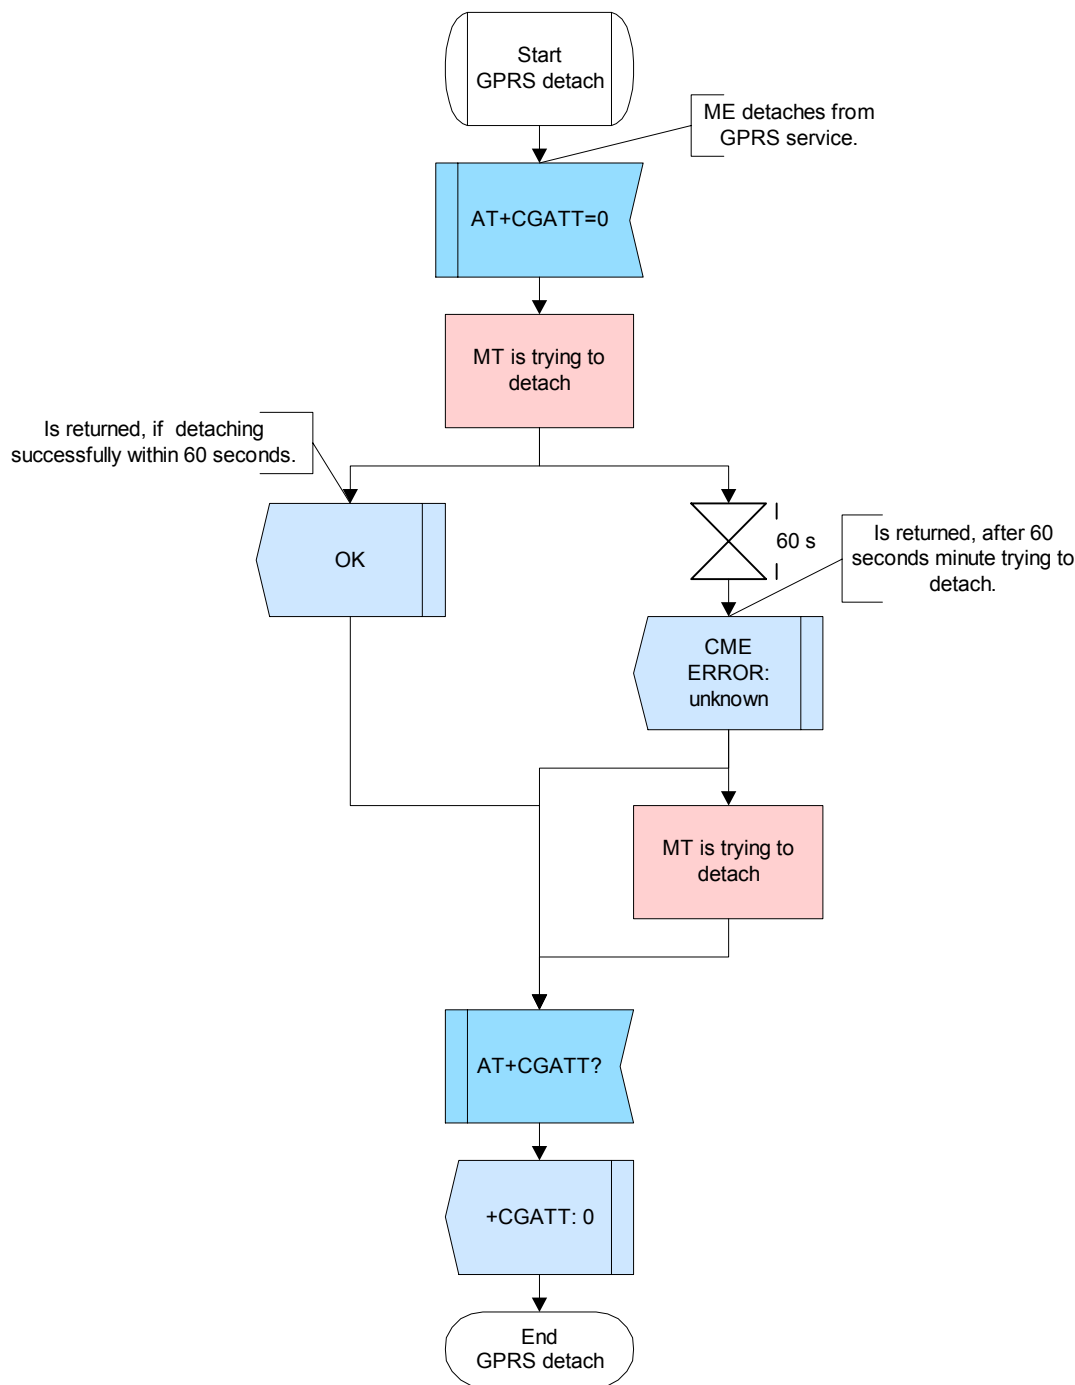 Start
GPRS detach
ME detaches from
GPRS service.
AT+CGATT=0
MT is trying to
detach
Is returned, if detaching
successfully within 60 seconds.
OK
60 s
Is returned, after 60
seconds minute trying to
detach.
CME
ERROR:
unknown
MT is trying to
detach
AT+CGATT?
+CGATT: 0
End
GPRS detach